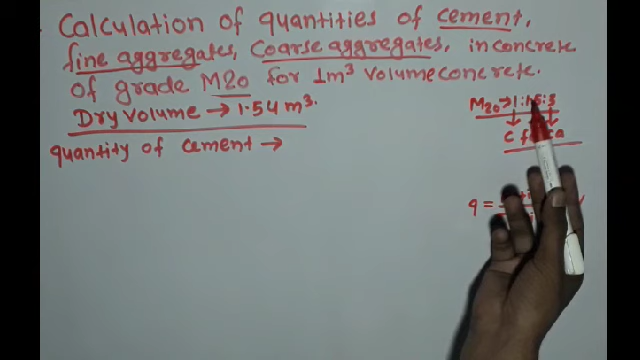 Calculation of quantities of cement,
fine aggregates, coarse aggregates, in concrete
of grade M20 for 1m³ volume concrete.
Dry volume → 1.54 m³.
M20 → 1:1.5:3
quantity of cement →
C f Ca
q =